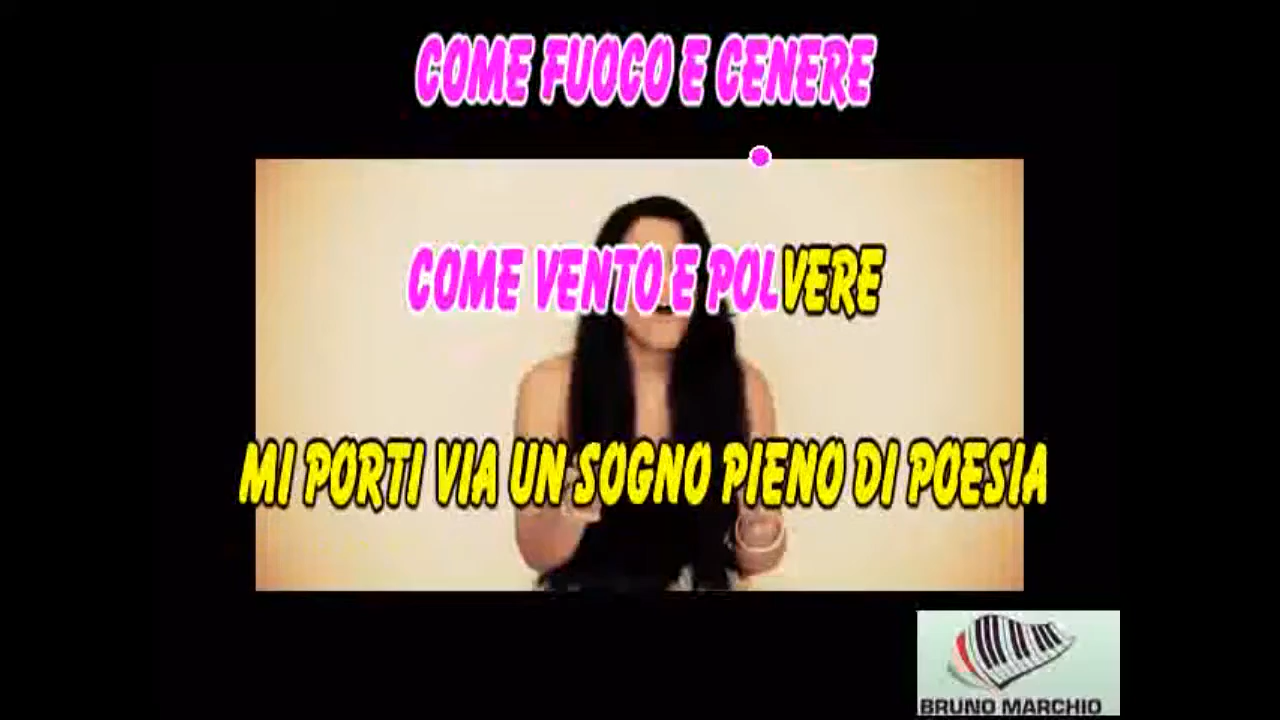 COME FUOCO E CENERE
COME VENTO E POLVERE
MI PORTI VIA UN SOGNO PIENO DI POESIA
BRUNO MARCHIO